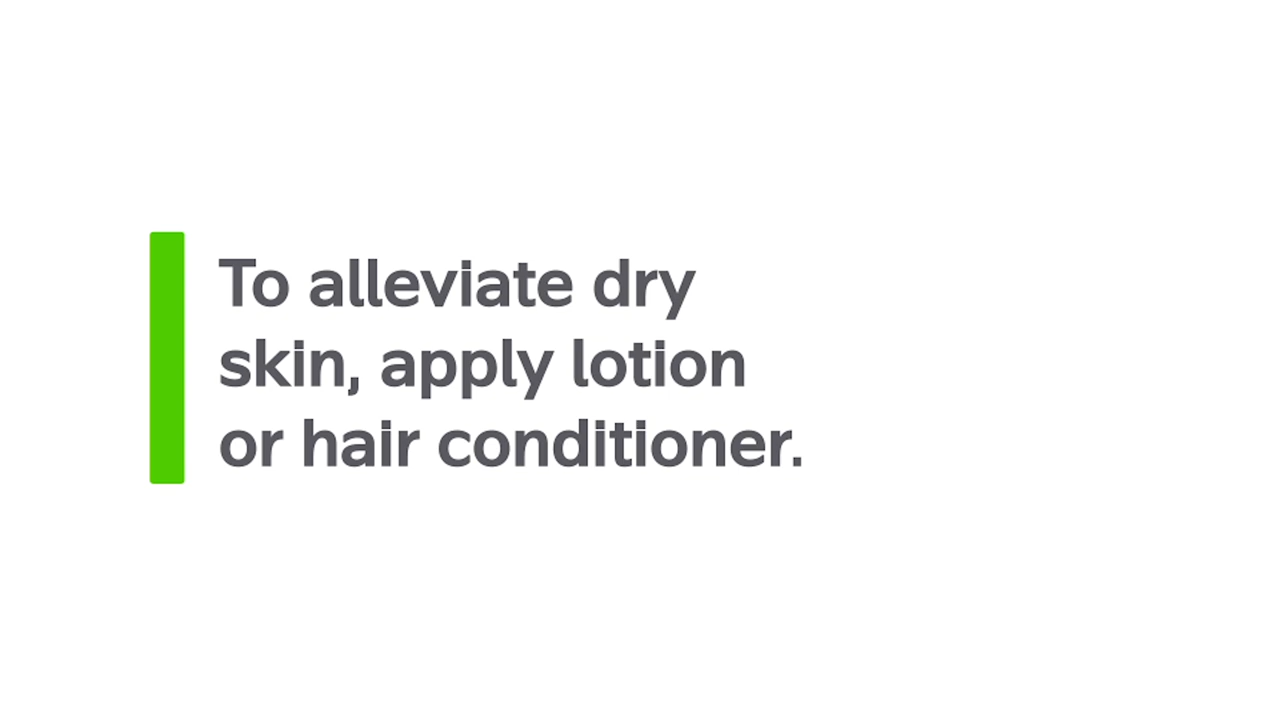 To alleviate dry
skin, apply lotion
or hair conditioner.